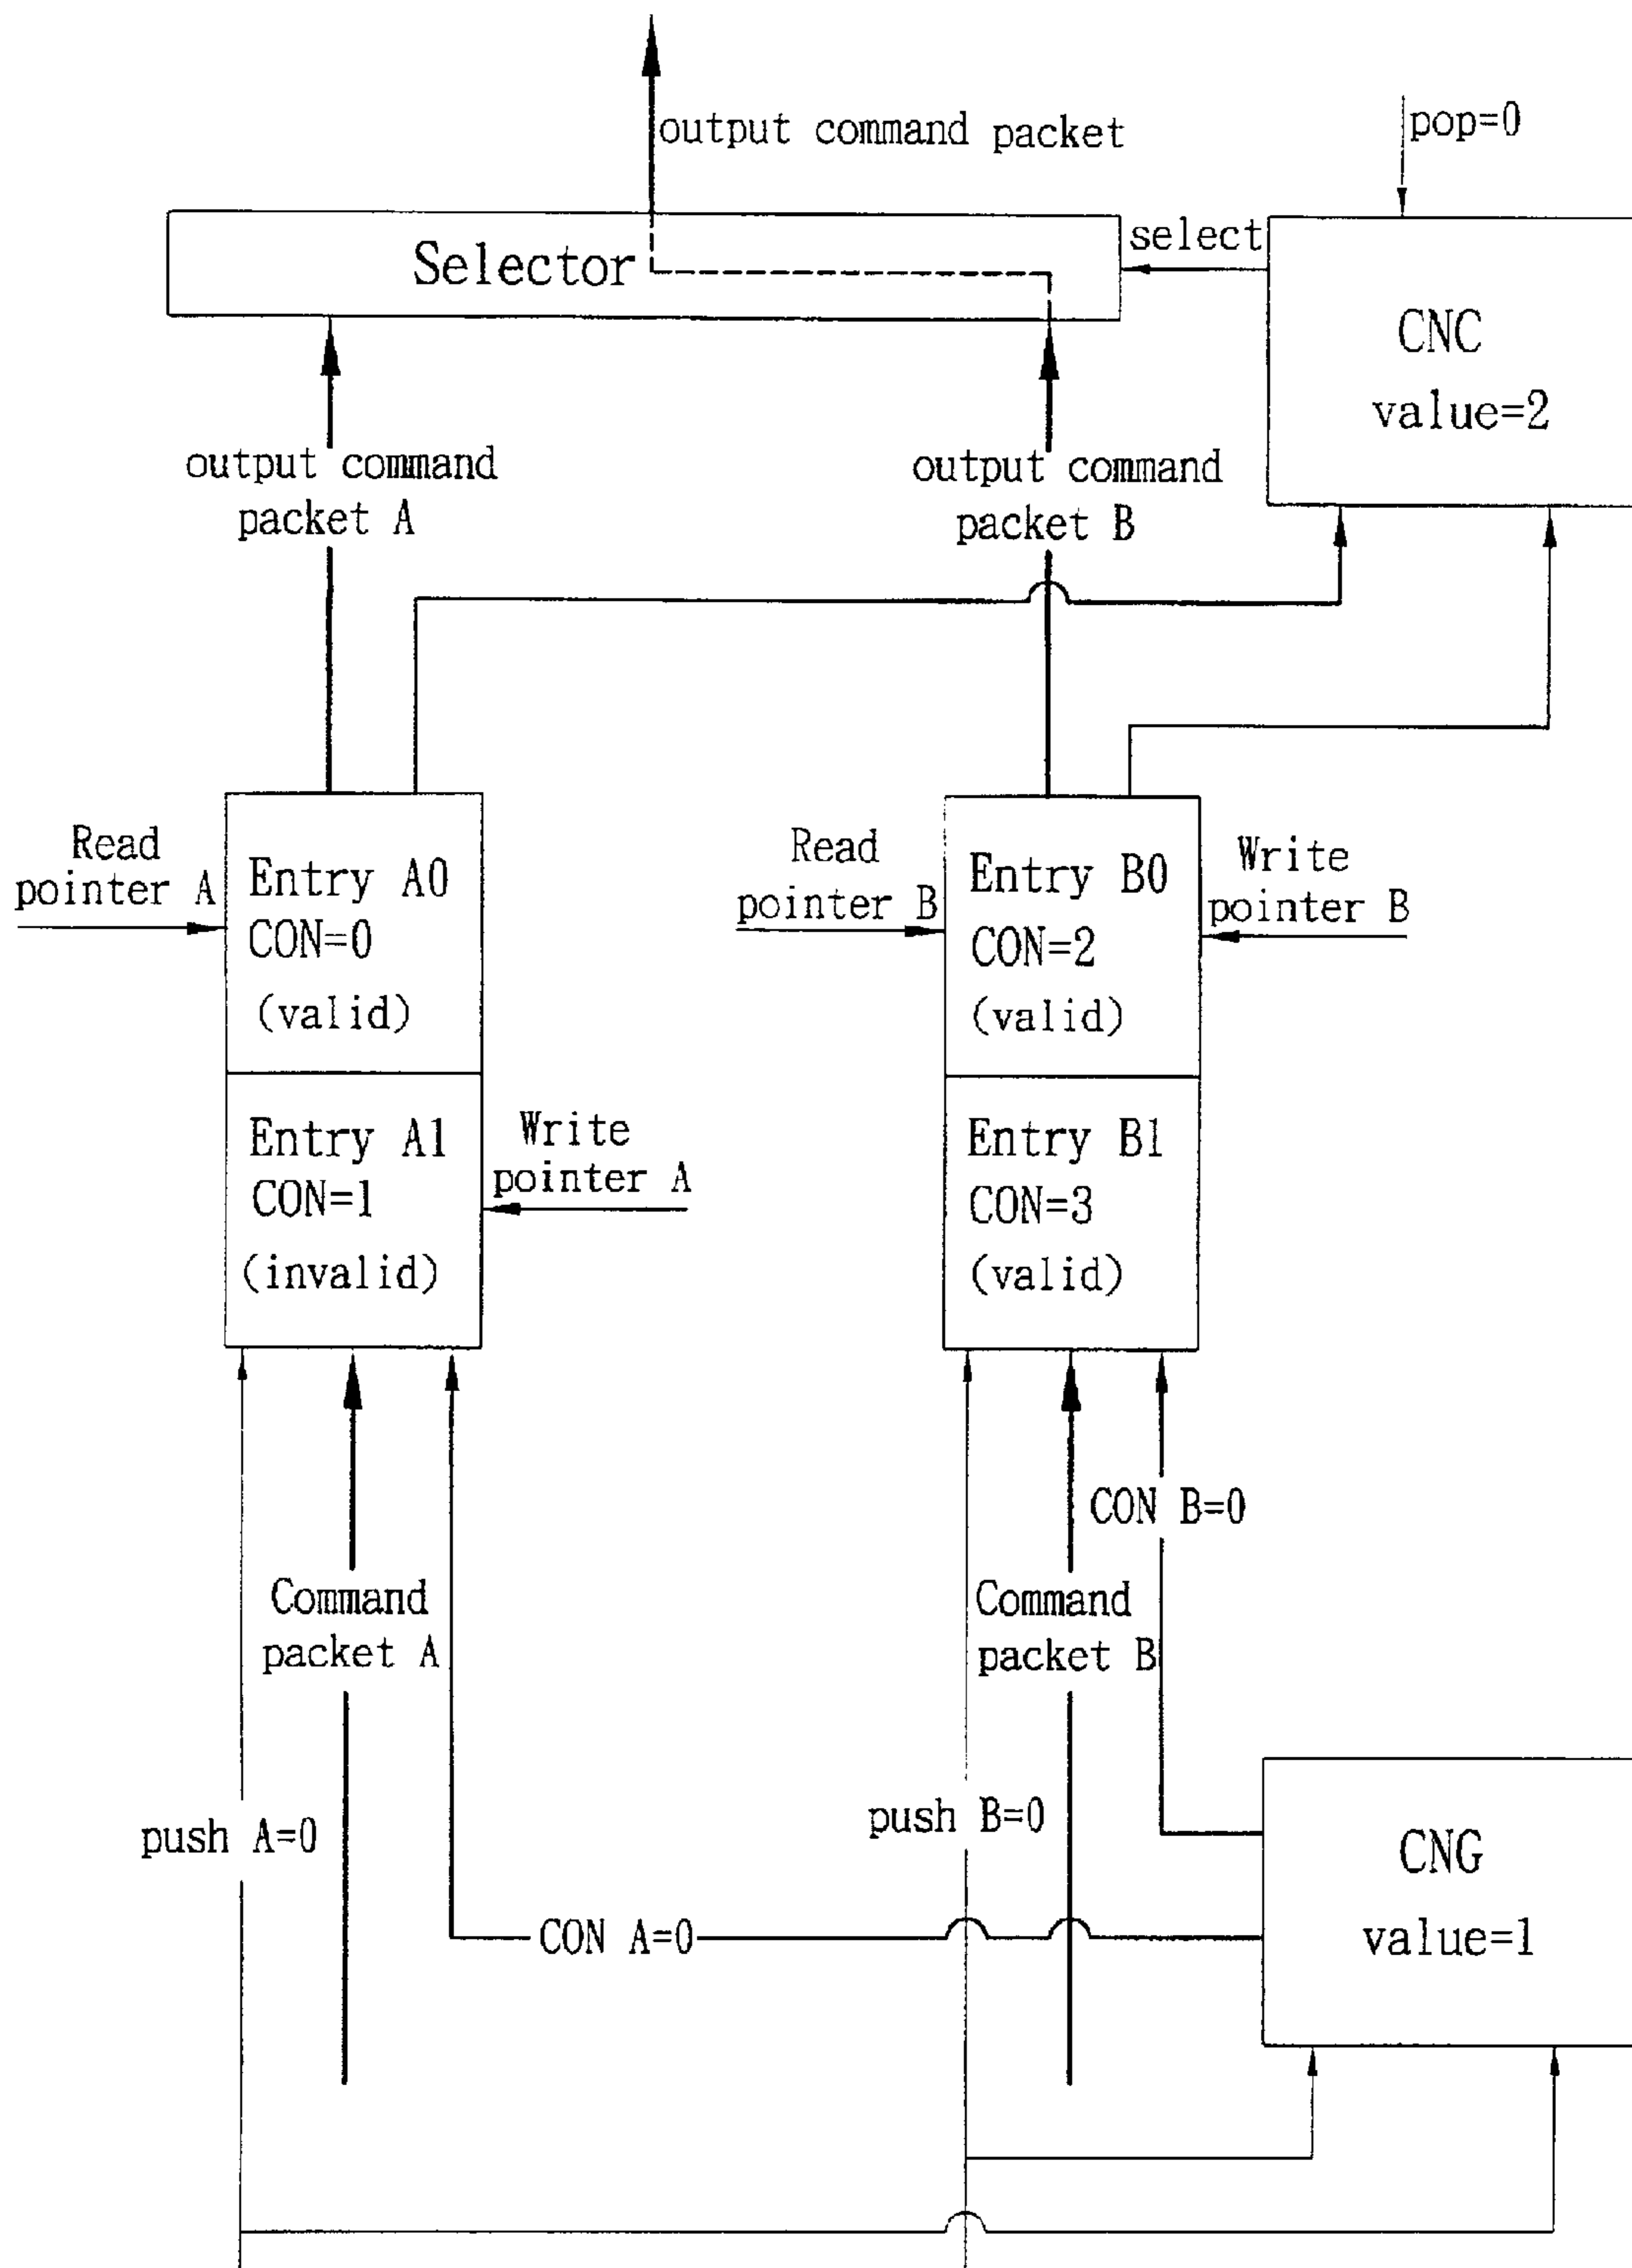 output command packet
pop=0
Selector
select
CNC
value=2
output command
packet A
output command
packet B
Read
pointer A
Entry A0
CON=0
(valid)
Read
pointer B
Entry B0
CON=2
(valid)
Write
pointer B
Entry A1
CON=1
(invalid)
Write
pointer A
Entry B1
CON=3
(valid)
CON B=0
Command
packet A
Command
packet B
push A=0
push B=0
CON A=0
CNG
value=1